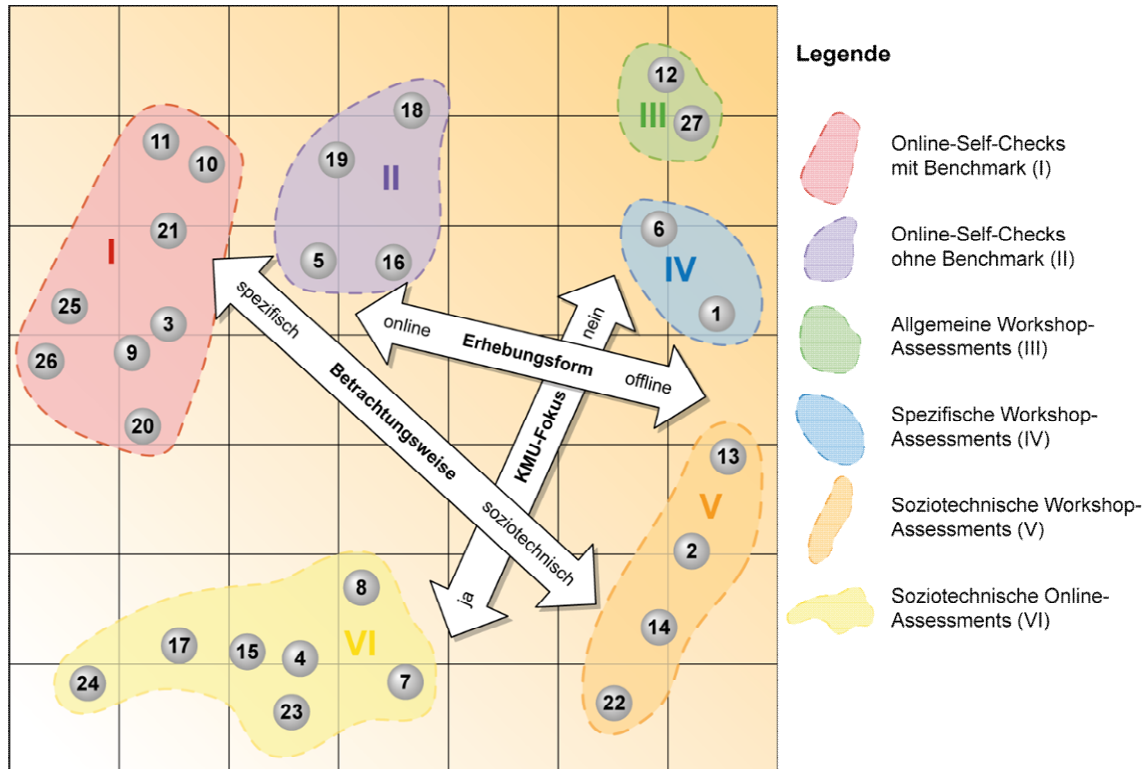 12
18
III
27
11
10
19
II
21
6
I
IV
5
16
25
3
1
26
9
20
spezifisch
Betrachtungsweise
soziotechnisch
online
Erhebungsform
offline
nein
KMU-Fokus
ja
13
V
2
14
22
8
17
15
4
VI
24
7
23
Legende
Online-Self-Checks
mit Benchmark (I)
Online-Self-Checks
ohne Benchmark (II)
Allgemeine Workshop-
Assessments (III)
Spezifische Workshop-
Assessments (IV)
Soziotechnische Workshop-
Assessments (V)
Soziotechnische Online-
Assessments (VI)